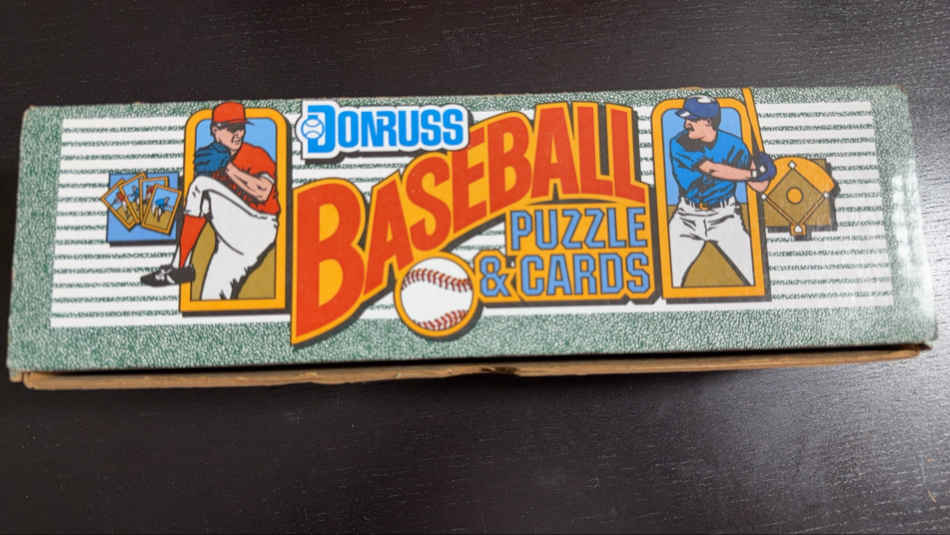 DONRUSS
BASEBALL
PUZZLE
& CARDS